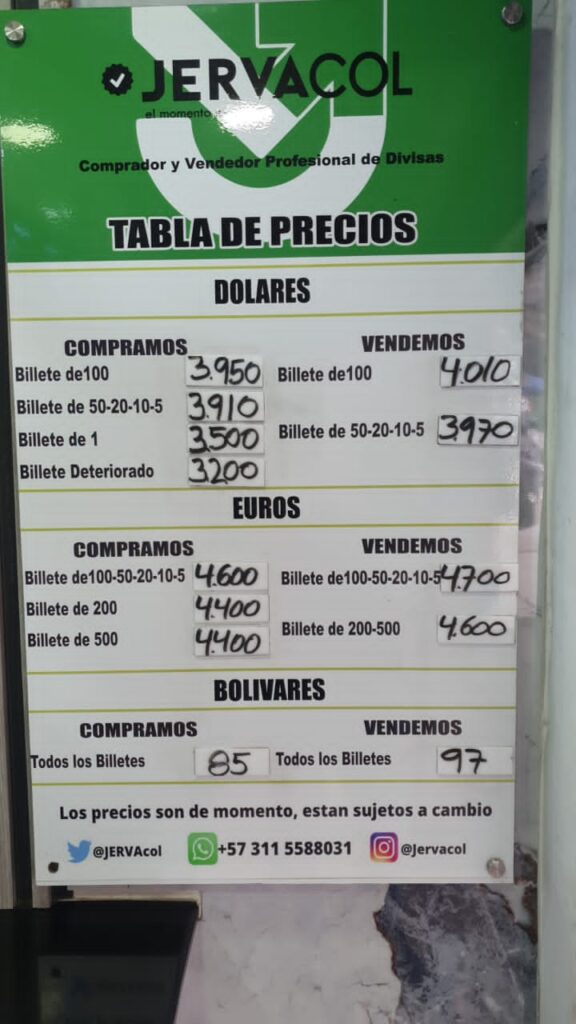 JERVACOL
el momento
Comprador y Vendedor Profesional de Divisas
TABLA DE PRECIOS
DOLARES
COMPRAMOS VENDEMOS
Billete de100 3.950 Billete de100 4.010
Billete de 50-20-10-5 3.910 Billete de 50-20-10-5 3970
Billete de 1 3.500
Billete Deteriorado 3.200
EUROS
COMPRAMOS VENDEMOS
Billete de100-50-20-10-5 4.600 Billete de100-50-20-10-5 4.700
Billete de 200 4.400 Billete de 200-500 4.600
Billete de 500 4.400
BOLIVARES
COMPRAMOS VENDEMOS
Todos los Billetes 85 Todos los Billetes 97
Los precios son de momento, estan sujetos a cambio
@JERVAcol +57 311 5588031 @Jervacol